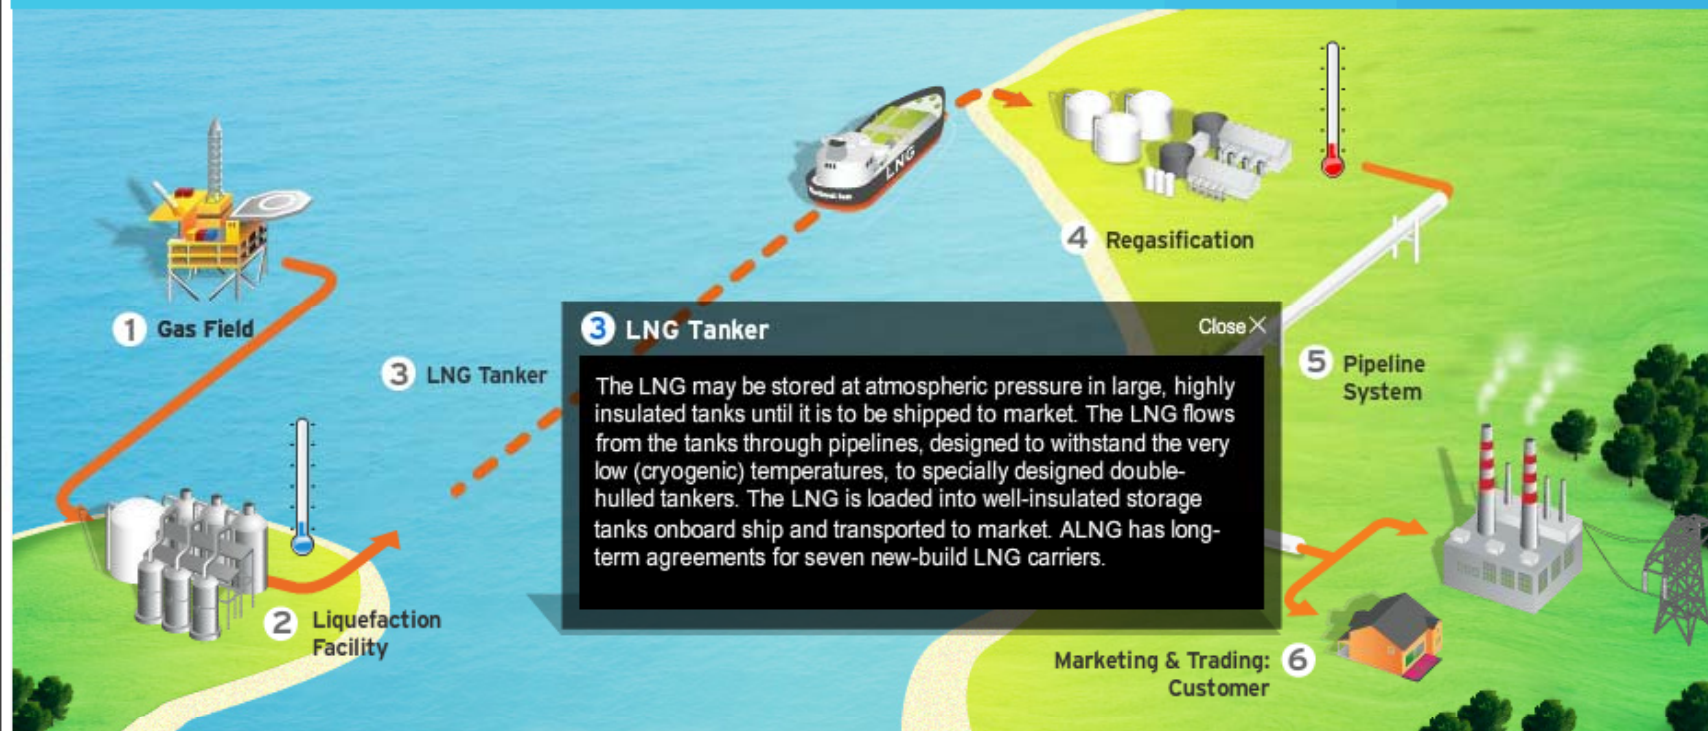 LNG
1 Gas Field
3 LNG Tanker
2 Liquefaction
Facility
4 Regasification
3 LNG Tanker
Close
The LNG may be stored at atmospheric pressure in large, highly
insulated tanks until it is to be shipped to market. The LNG flows
from the tanks through pipelines, designed to withstand the very
low (cryogenic) temperatures, to specially designed double-
hulled tankers. The LNG is loaded into well-insulated storage
tanks onboard ship and transported to market. ALNG has long-
term agreements for seven new-build LNG carriers.
5 Pipeline
System
Marketing & Trading: 6
Customer